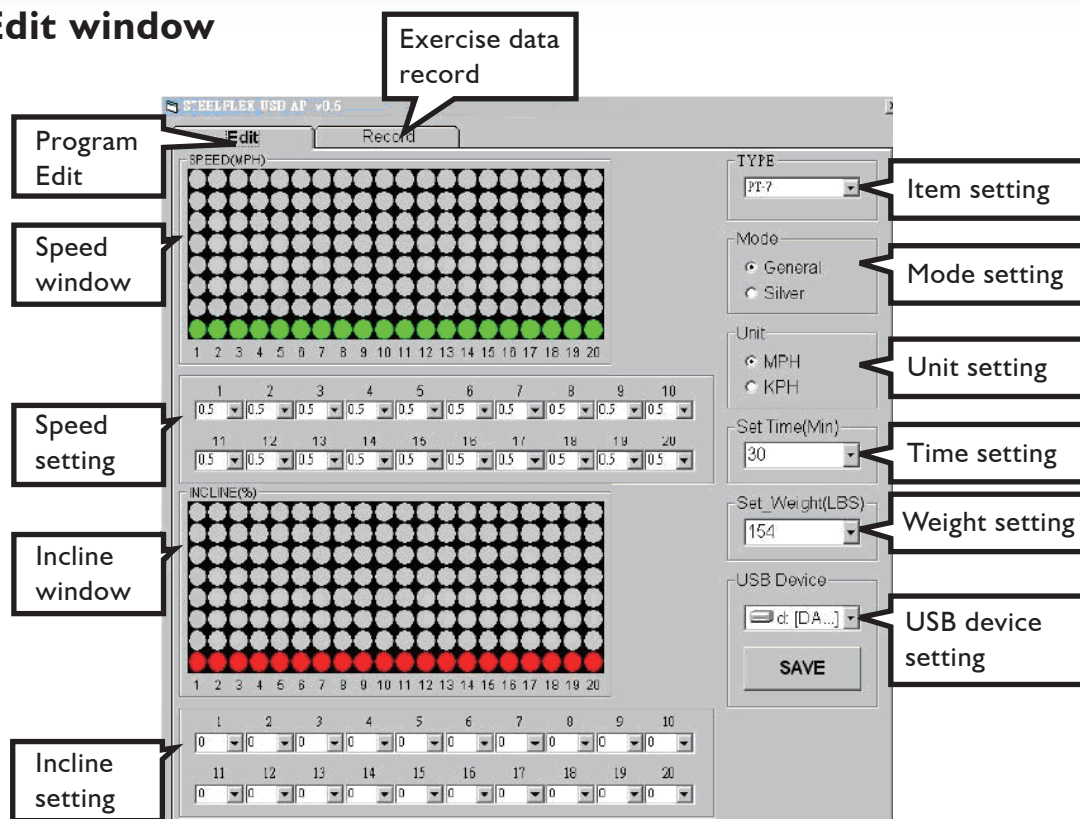 Edit window
Exercise data
record
STEELFLEX USB AP v0.6
Program
Edit
Edit
Record
SPEED(MPH)
Speed
window
1 2 3 4 5 6 7 8 9 10 11 12 13 14 15 16 17 18 19 20
Speed
setting
1 2 3 4 5 6 7 8 9 10
0.5 0.5 0.5 0.5 0.5 0.5 0.5 0.5 0.5 0.5
11 12 13 14 15 16 17 18 19 20
0.5 0.5 0.5 0.5 0.5 0.5 0.5 0.5 0.5 0.5
INCLINE(%)
Incline
window
1 2 3 4 5 6 7 8 9 10 11 12 13 14 15 16 17 18 19 20
Incline
setting
1 2 3 4 5 6 7 8 9 10
0 0 0 0 0 0 0 0 0 0
11 12 13 14 15 16 17 18 19 20
0 0 0 0 0 0 0 0 0 0
TYPE
PT-7
Item setting
Mode
General
Silver
Mode setting
Unit
MPH
KPH
Unit setting
Set Time(Min)
30
Time setting
Set_Weight(LBS)
154
Weight setting
USB Device
d: [DA...]
SAVE
USB device
setting